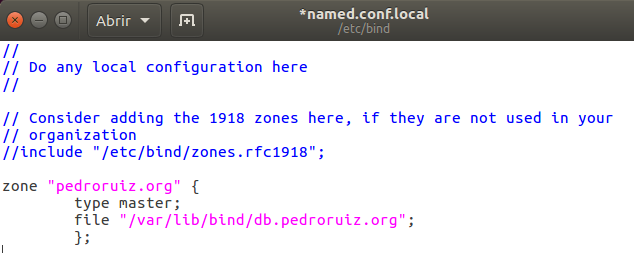 Abrir
*named.conf.local
/etc/bind
//
// Do any local configuration here
//
// Consider adding the 1918 zones here, if they are not used in your
// organization
//include "/etc/bind/zones.rfc1918";
zone "pedroruiz.org" {
        type master;
        file "/var/lib/bind/db.pedroruiz.org";
        };